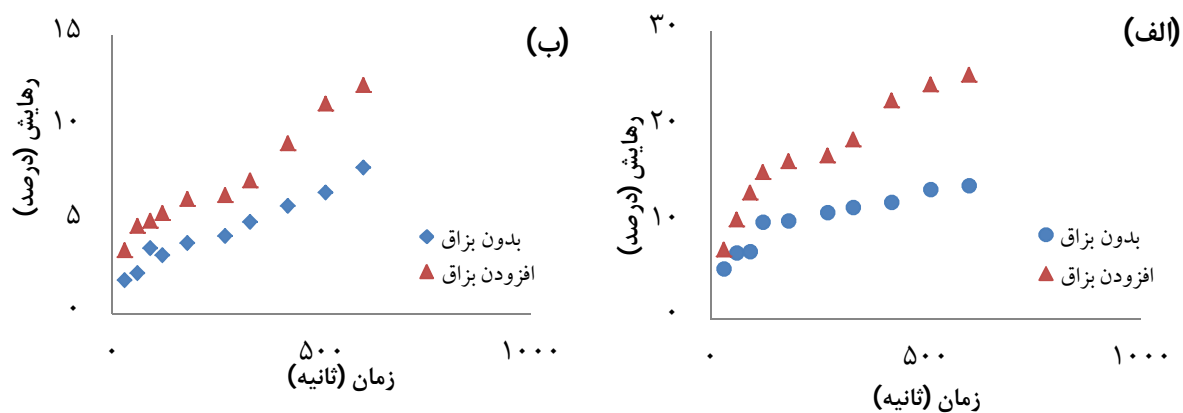 (الف)
۳۰
۲۰
۱۰
۰
رهایش (درصد)
بدون بزاق
افزودن بزاق
۰
۵۰۰
۱۰۰۰
زمان (ثانیه)
(ب)
۱۵
۱۰
۵
۰
رهایش (درصد)
بدون بزاق
افزودن بزاق
۰
۵۰۰
۱۰۰۰
زمان (ثانیه)